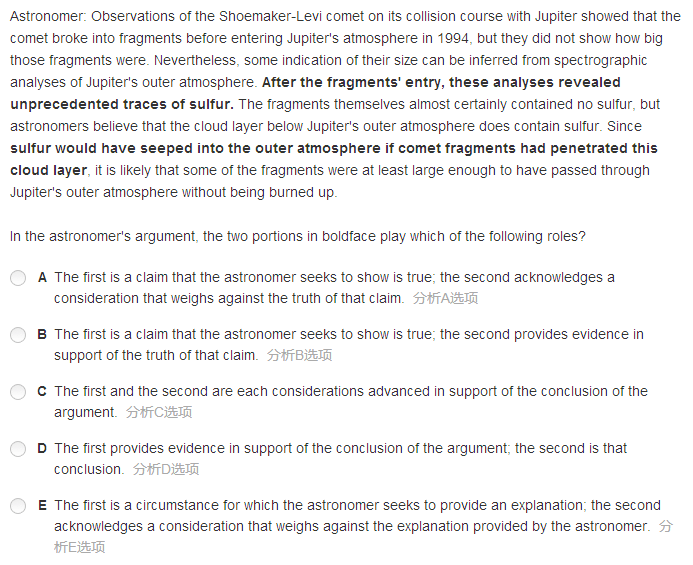 Astronomer: Observations of the Shoemaker-Levi comet on its collision course with Jupiter showed that the
comet broke into fragments before entering Jupiter's atmosphere in 1994, but they did not show how big
those fragments were. Nevertheless, some indication of their size can be inferred from spectrographic
analyses of Jupiter's outer atmosphere. After the fragments' entry, these analyses revealed
unprecedented traces of sulfur. The fragments themselves almost certainly contained no sulfur, but
astronomers believe that the cloud layer below Jupiter's outer atmosphere does contain sulfur. Since
sulfur would have seeped into the outer atmosphere if comet fragments had penetrated this
cloud layer, it is likely that some of the fragments were at least large enough to have passed through
Jupiter's outer atmosphere without being burned up.
In the astronomer's argument, the two portions in boldface play which of the following roles?
A The first is a claim that the astronomer seeks to show is true; the second acknowledges a
consideration that weighs against the truth of that claim. 分析A选项
B The first is a claim that the astronomer seeks to show is true; the second provides evidence in
support of the truth of that claim. 分析B选项
C The first and the second are each considerations advanced in support of the conclusion of the
argument. 分析C选项
D The first provides evidence in support of the conclusion of the argument; the second is that
conclusion. 分析D选项
E The first is a circumstance for which the astronomer seeks to provide an explanation; the second
acknowledges a consideration that weighs against the explanation provided by the astronomer. 分
析E选项